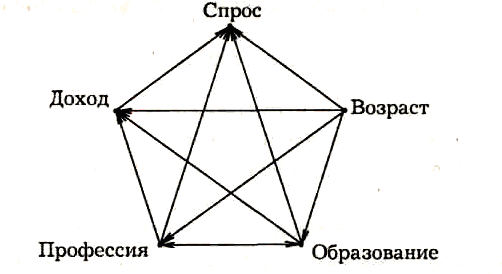 Спрос
Доход
Возраст
Профессия
Образование